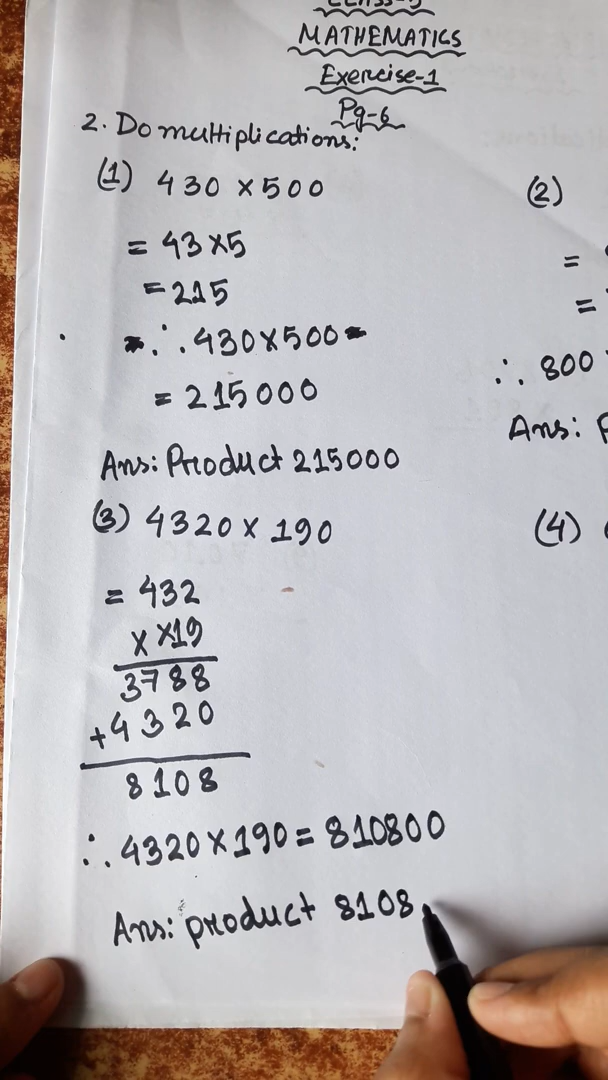 CLASS-5
MATHEMATICS
Exercise-1
Pg-6
2. Do multiplications:
(1) 430 × 500
= 43 × 5
= 215
∴ 430 × 500
= 215000
Ans: Product 215000
(3) 4320 × 190
= 432
× ×19
3788
+4320
8108
∴ 4320 × 190 = 810800
Ans: product 8108
(2)
=
=
∴ 800
Ans:
(4)